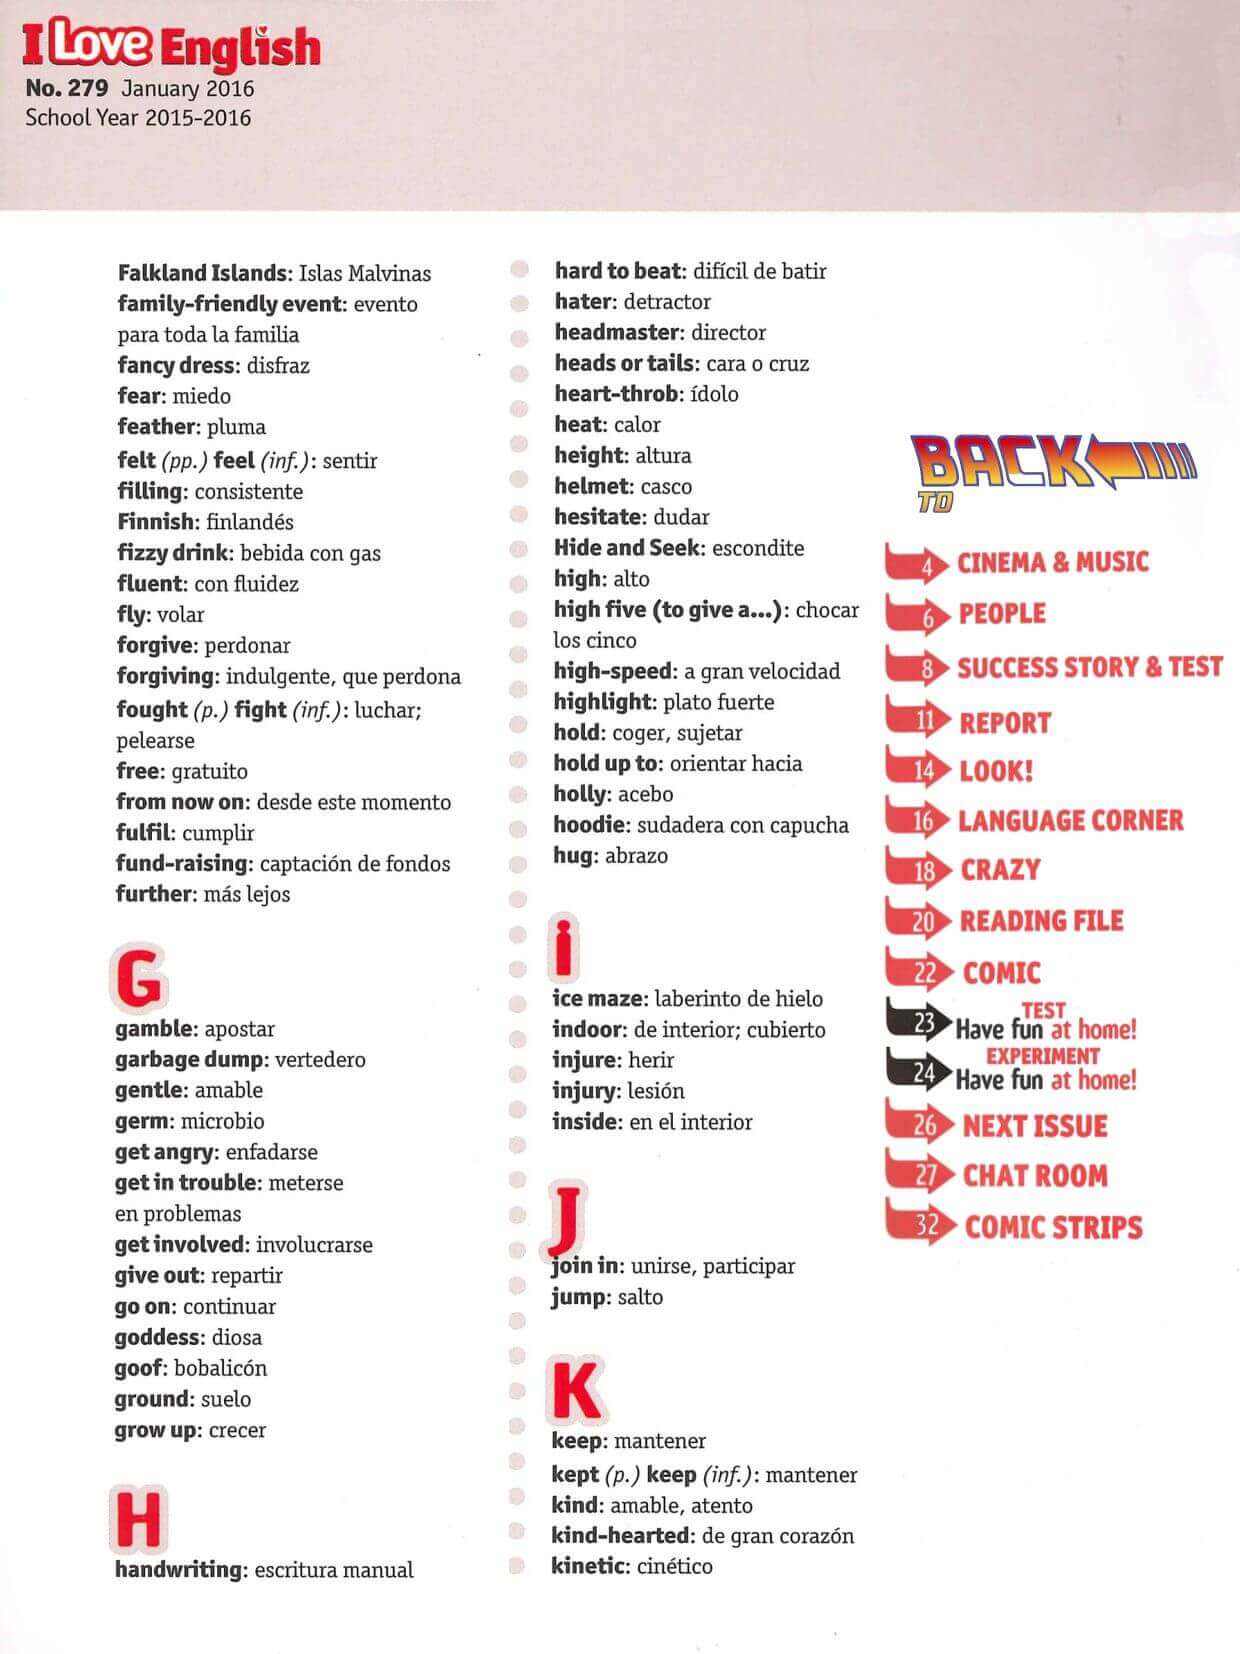 I Love English
No. 279 January 2016
School Year 2015-2016
Falkland Islands: Islas Malvinas
family-friendly event: evento
para toda la familia
fancy dress: disfraz
fear: miedo
feather: pluma
felt (pp.) feel (inf.): sentir
filling: consistente
Finnish: finlandés
fizzy drink: bebida con gas
fluent: con fluidez
fly: volar
forgive: perdonar
forgiving: indulgente, que perdona
fought (p.) fight (inf.): luchar;
pelearse
free: gratuito
from now on: desde este momento
fulfil: cumplir
fund-raising: captación de fondos
further: más lejos
G
gamble: apostar
garbage dump: vertedero
gentle: amable
germ: microbio
get angry: enfadarse
get in trouble: meterse
en problemas
get involved: involucrarse
give out: repartir
go on: continuar
goddess: diosa
goof: bobalicón
ground: suelo
grow up: crecer
H
handwriting: escritura manual
hard to beat: difícil de batir
hater: detractor
headmaster: director
heads or tails: cara o cruz
heart-throb: ídolo
heat: calor
height: altura
helmet: casco
hesitate: dudar
Hide and Seek: escondite
high: alto
high five (to give a...): chocar
los cinco
high-speed: a gran velocidad
highlight: plato fuerte
hold: coger, sujetar
hold up to: orientar hacia
holly: acebo
hoodie: sudadera con capucha
hug: abrazo
i
ice maze: laberinto de hielo
indoor: de interior; cubierto
injure: herir
injury: lesión
inside: en el interior
J
join in: unirse, participar
jump: salto
K
keep: mantener
kept (p.) keep (inf.): mantener
kind: amable, atento
kind-hearted: de gran corazón
kinetic: cinético
BACK
TO
4 CINEMA & MUSIC
6 PEOPLE
8 SUCCESS STORY & TEST
11 REPORT
14 LOOK!
16 LANGUAGE CORNER
18 CRAZY
20 READING FILE
22 COMIC
TEST
23 Have fun at home!
EXPERIMENT
24 Have fun at home!
26 NEXT ISSUE
27 CHAT ROOM
32 COMIC STRIPS